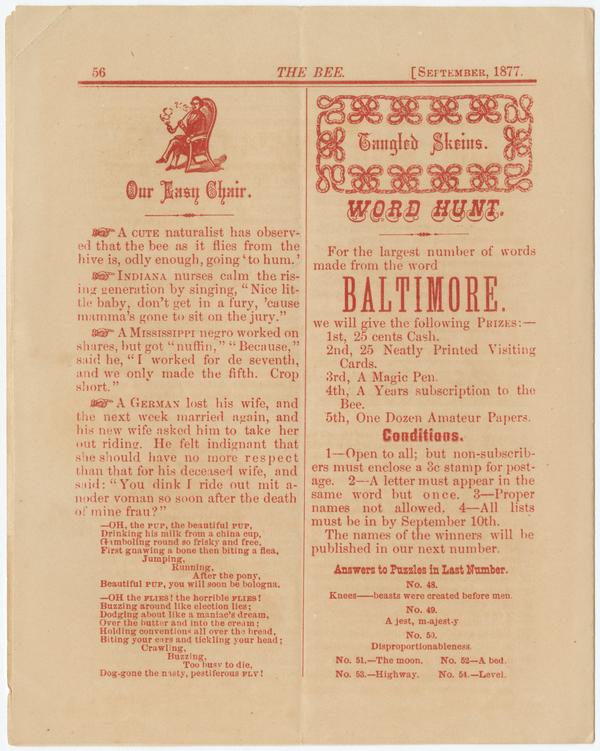 56
THE BEE.
[SEPTEMBER, 1877.
Our Easy Chair.
A CUTE naturalist has observ-
ed that the bee as it flies from the
hive is, odly enough, going 'to hum.'
INDIANA nurses calm the ris-
ing generation by singing, "Nice lit-
tle baby, don't get in a fury, 'cause
mamma's gone to sit on the jury."
A MISSISSIPPI negro worked on
shares, but got "nuffin," "Because,"
said he, "I worked for de seventh,
and we only made the fifth. Crop
short."
A GERMAN lost his wife, and
the next week married again, and
his new wife asked him to take her
out riding. He felt indignant that
she should have no more respect
than that for his deceased wife, and
said: "You dink I ride out mit a-
noder voman so soon after the death
of mine frau?"
—OH, the PUP, the beautiful PUP,
Drinking his milk from a china cup,
Gamboling round so frisky and free,
First gnawing a bone then biting a flea,
Jumping,
Running,
After the pony,
Beautiful PUP, you will soon be bologna.
—OH the FLIES! the horrible FLIES!
Buzzing around like election lies;
Dodging about like a maniac's dream,
Over the butter and into the cream;
Holding conventions all over the bread,
Biting your ears and tickling your head;
Crawling,
Buzzing,
Too busy to die,
Dog-gone the nasty, pestiferous FLY!
Tangled Skeins.
WORD HUNT.
For the largest number of words
made from the word
BALTIMORE.
we will give the following PRIZES:—
1st, 25 cents Cash.
2nd, 25 Neatly Printed Visiting
Cards.
3rd, A Magic Pen.
4th, A Years subscription to the
Bee.
5th, One Dozen Amateur Papers.
Conditions.
1—Open to all; but non-subscrib-
ers must enclose a 3c stamp for post-
age. 2—A letter must appear in the
same word but once. 3—Proper
names not allowed. 4—All lists
must be in by September 10th.
The names of the winners will be
published in our next number.
Answers to Puzzles in Last Number.
No. 48.
Knees——beasts were created before men.
No. 49.
A jest, m-ajest-y
No. 50.
Disproportionableness.
No. 51.—The moon. No. 52—A bed.
No. 53.—Highway. No. 54.—Level.